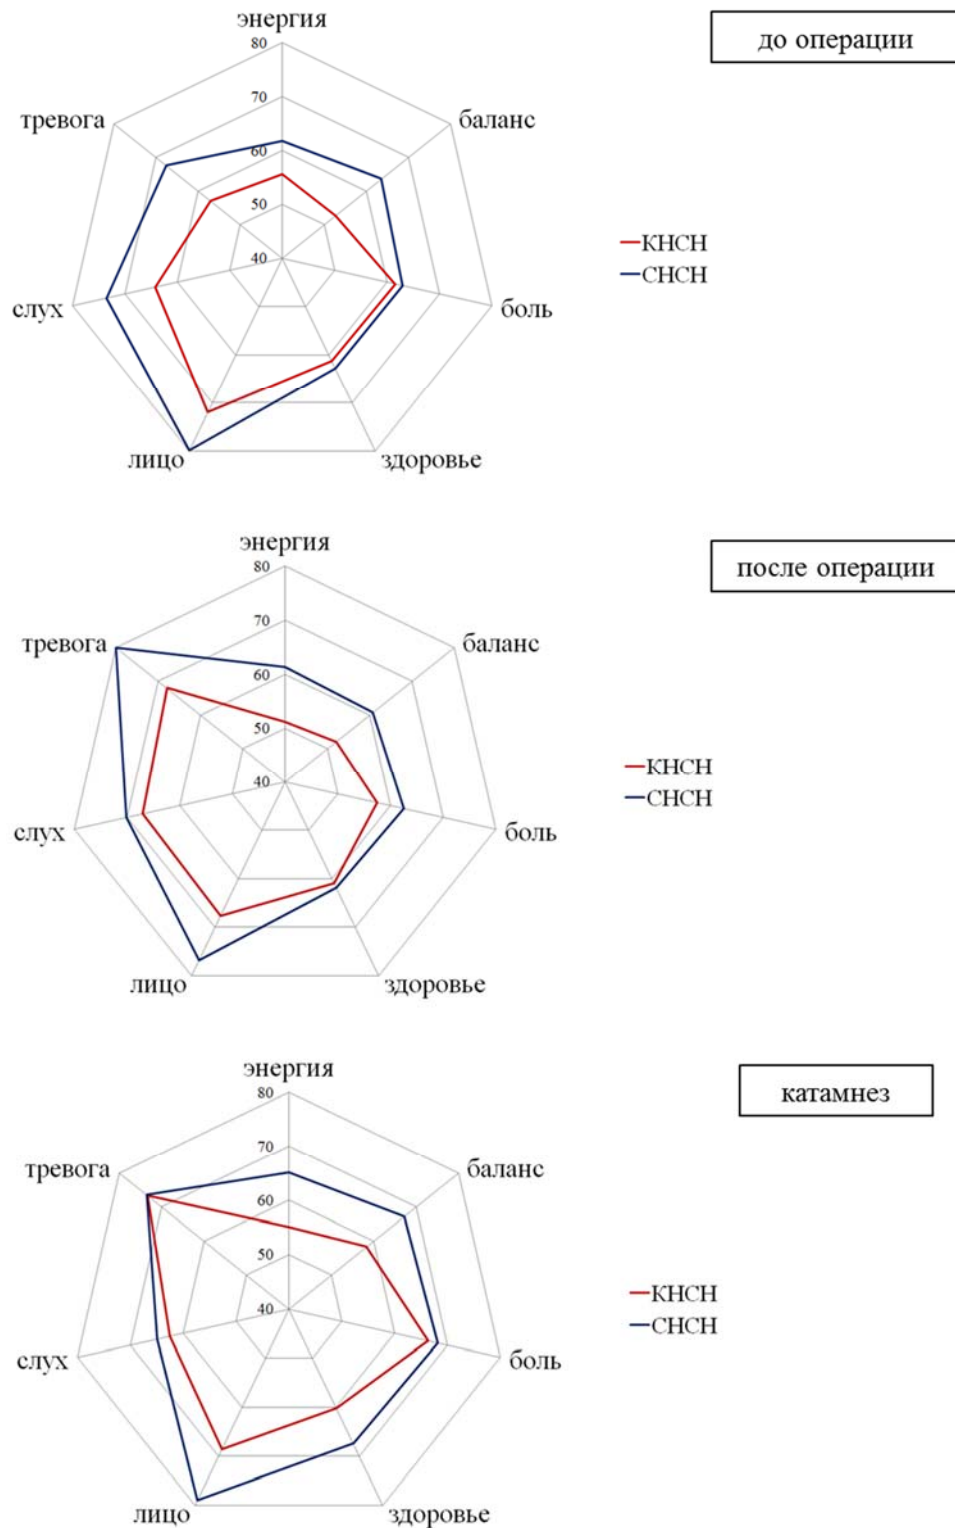 энергия
до операции
80
70
60
50
40
тревога
баланс
слух
боль
лицо
здоровье
КНСН
СНСН
энергия
после операции
80
70
60
50
40
тревога
баланс
слух
боль
лицо
здоровье
КНСН
СНСН
энергия
катамнез
80
70
60
50
40
тревога
баланс
слух
боль
лицо
здоровье
КНСН
СНСН